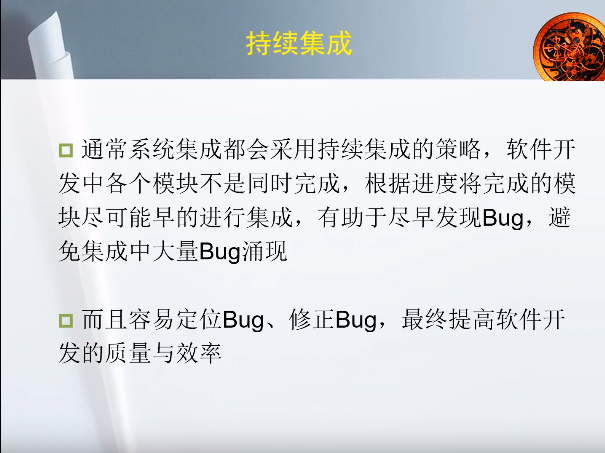 持续集成
通常系统集成都会采用持续集成的策略，软件开
发中各个模块不是同时完成，根据进度将完成的模
块尽可能早的进行集成，有助于尽早发现Bug，避
免集成中大量Bug涌现
而且容易定位Bug、修正Bug，最终提高软件开
发的质量与效率